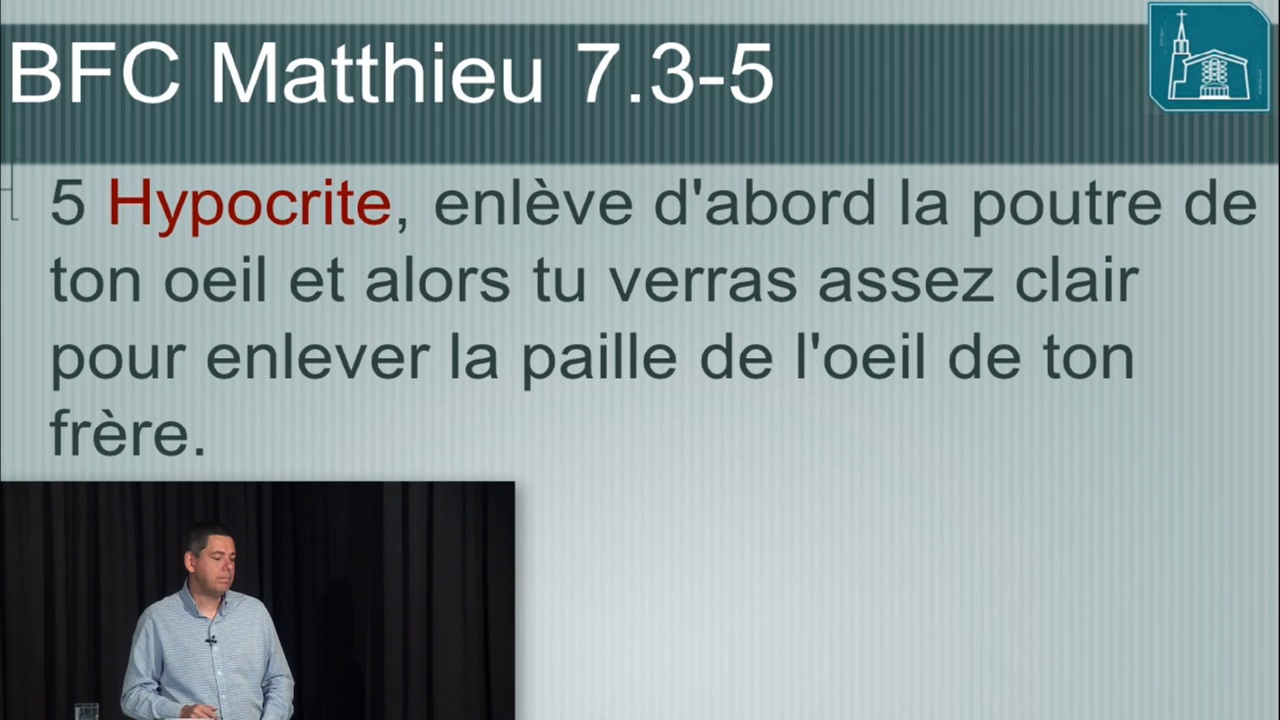 BFC Matthieu 7.3-5
5 Hypocrite, enlève d'abord la poutre de
ton oeil et alors tu verras assez clair
pour enlever la paille de l'oeil de ton
frère.